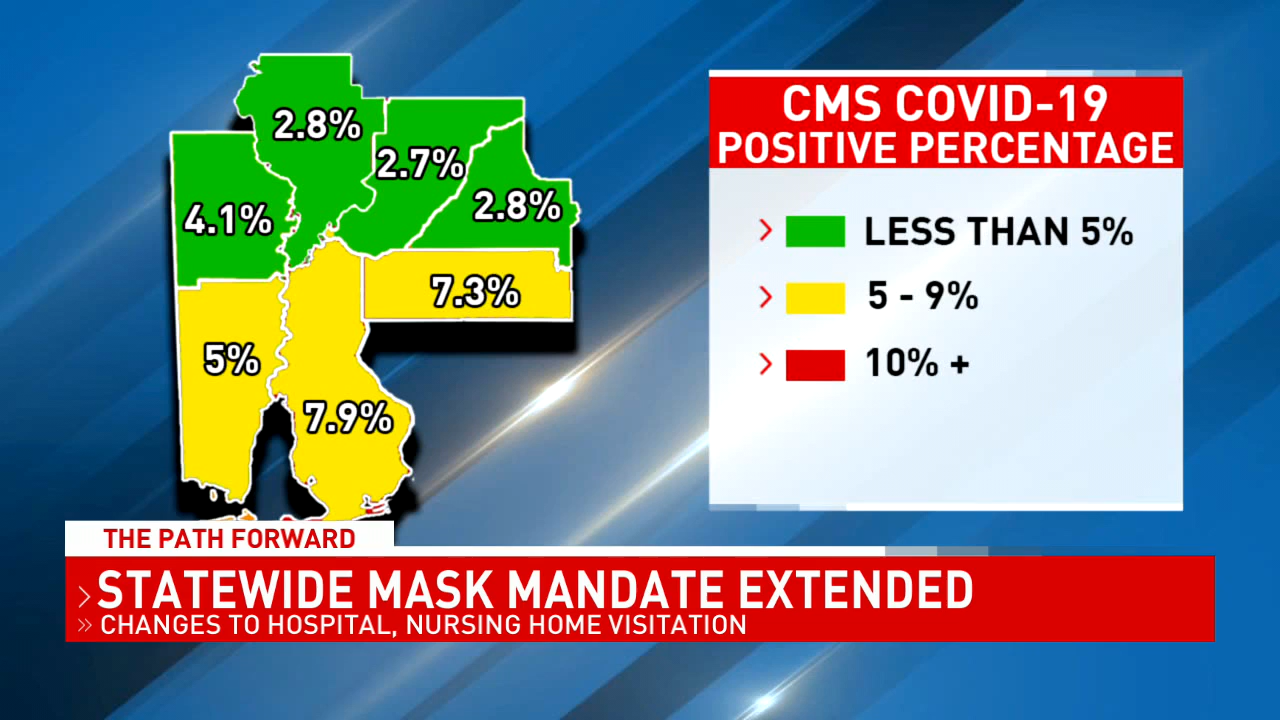 2.8%
2.7%
4.1%
2.8%
7.3%
5%
7.9%
CMS COVID-19
POSITIVE PERCENTAGE
LESS THAN 5%
5 - 9%
10% +
THE PATH FORWARD
STATEWIDE MASK MANDATE EXTENDED
CHANGES TO HOSPITAL, NURSING HOME VISITATION